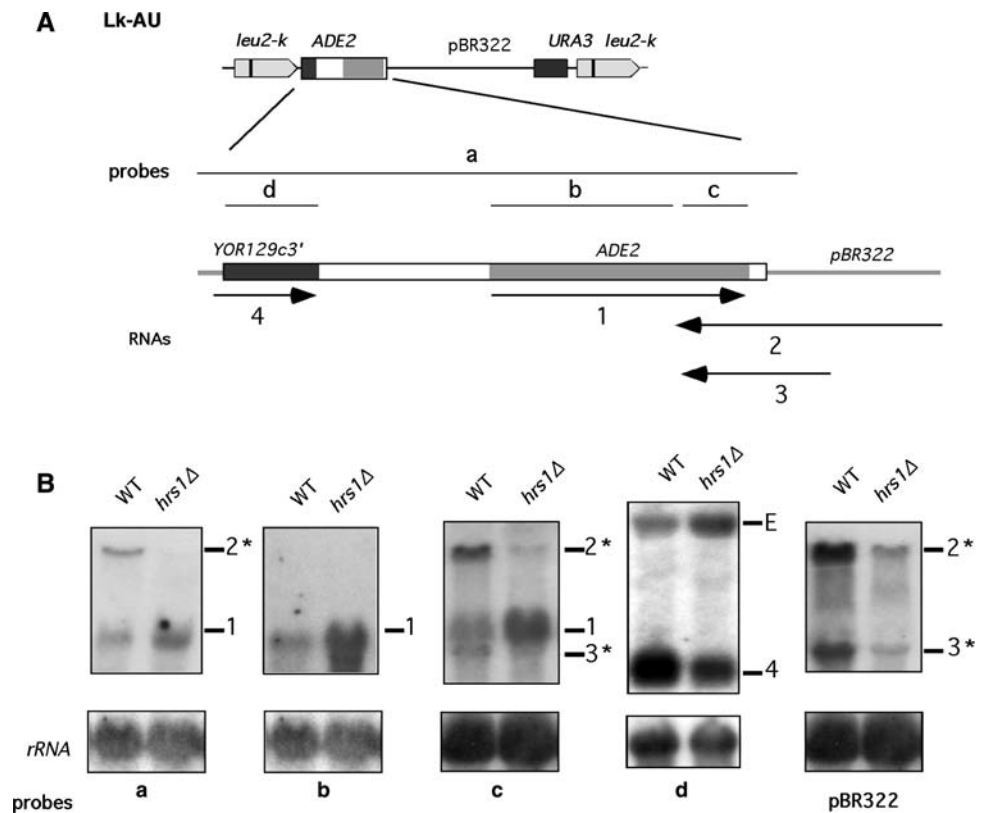 A
Lk-AU
leu2-k ADE2 pBR322 URA3 leu2-k
a
probes
d b c
YOR129c3' ADE2 pBR322
4 1
RNAs
2
3
B
WT hrs1Δ WT hrs1Δ WT hrs1Δ WT hrs1Δ WT hrs1Δ
2* 2* E 2*
1 1 1
3* 4 3*
rRNA
probes a b c d pBR322